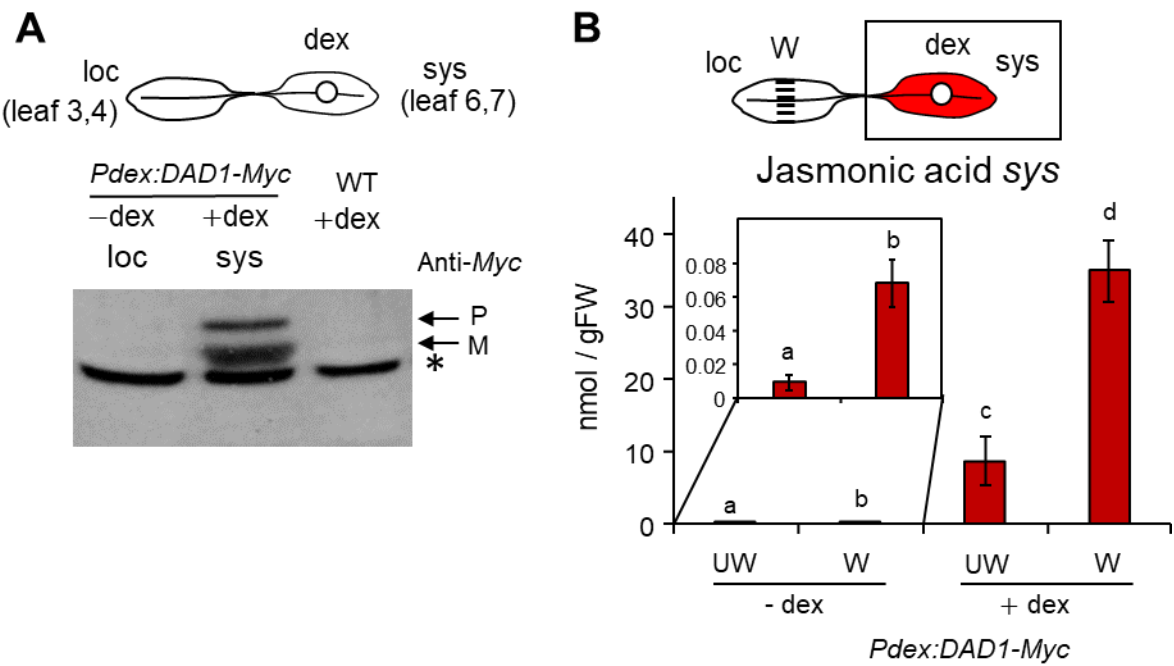 A
dex
loc
(leaf 3,4)
sys
(leaf 6,7)
Pdex:DAD1-Myc
WT
−dex +dex +dex
loc sys
Anti-Myc
P
M
*
B
W
dex
loc
sys
Jasmonic acid sys
nmol / gFW
40
30
20
10
0
0.08
0.06
0.04
0.02
0
a
b
a
b
c
d
UW W UW W
- dex + dex
Pdex:DAD1-Myc